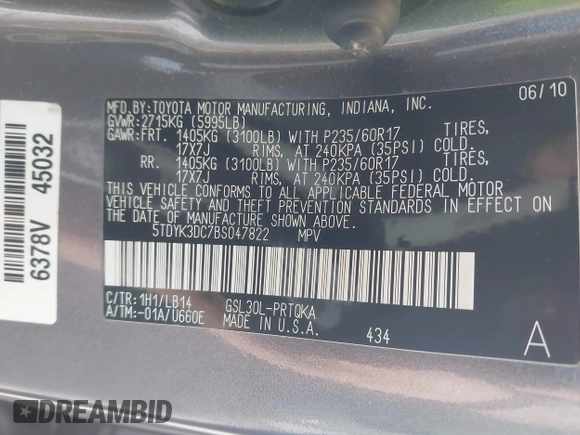 MFD.BY:TOYOTA MOTOR MANUFACTURING, INDIANA, INC. 06/10
GVWR:2715KG (5995LB)
GAWR:FRT. 1405KG (3100LB) WITH P235/60R17 TIRES,
17X7J RIMS, AT 240KPA (35PSI) COLD.
RR. 1405KG (3100LB) WITH P235/60R17 TIRES,
17X7J RIMS, AT 240KPA (35PSI) COLD.
THIS VEHICLE CONFORMS TO ALL APPLICABLE FEDERAL MOTOR
VEHICLE SAFETY AND THEFT PREVENTION STANDARDS IN EFFECT
ON THE DATE OF MANUFACTURE SHOWN ABOVE.
5TDYK3DC7BS047822 MPV
C/TR:1H1/LB14 GSL30L-PRTQKA
A/TM:-01A/U660E MADE IN U.S.A. 434
A
6378V 45032
DREAMBID